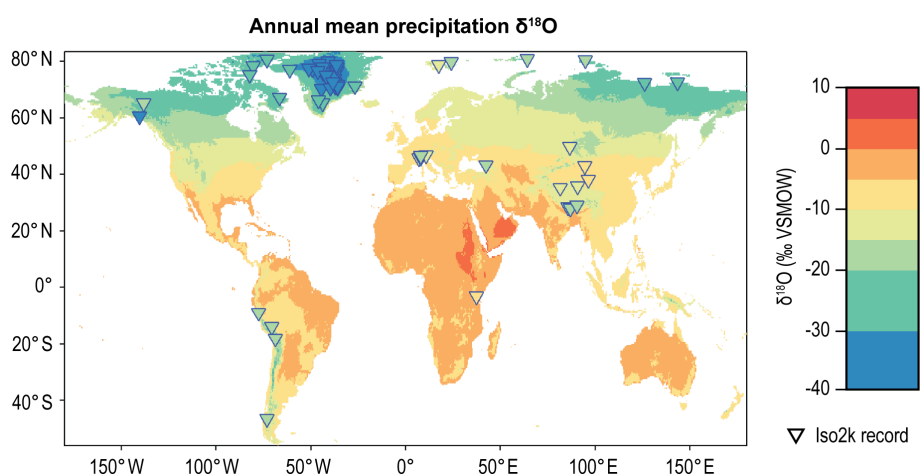 Annual mean precipitation δ¹⁸O
80° N
60° N
40° N
20° N
0°
20° S
40° S
150° W
100° W
50° W
0°
50° E
100° E
150° E
10
0
-10
-20
-30
-40
δ¹⁸O (‰ VSMOW)
Iso2k record